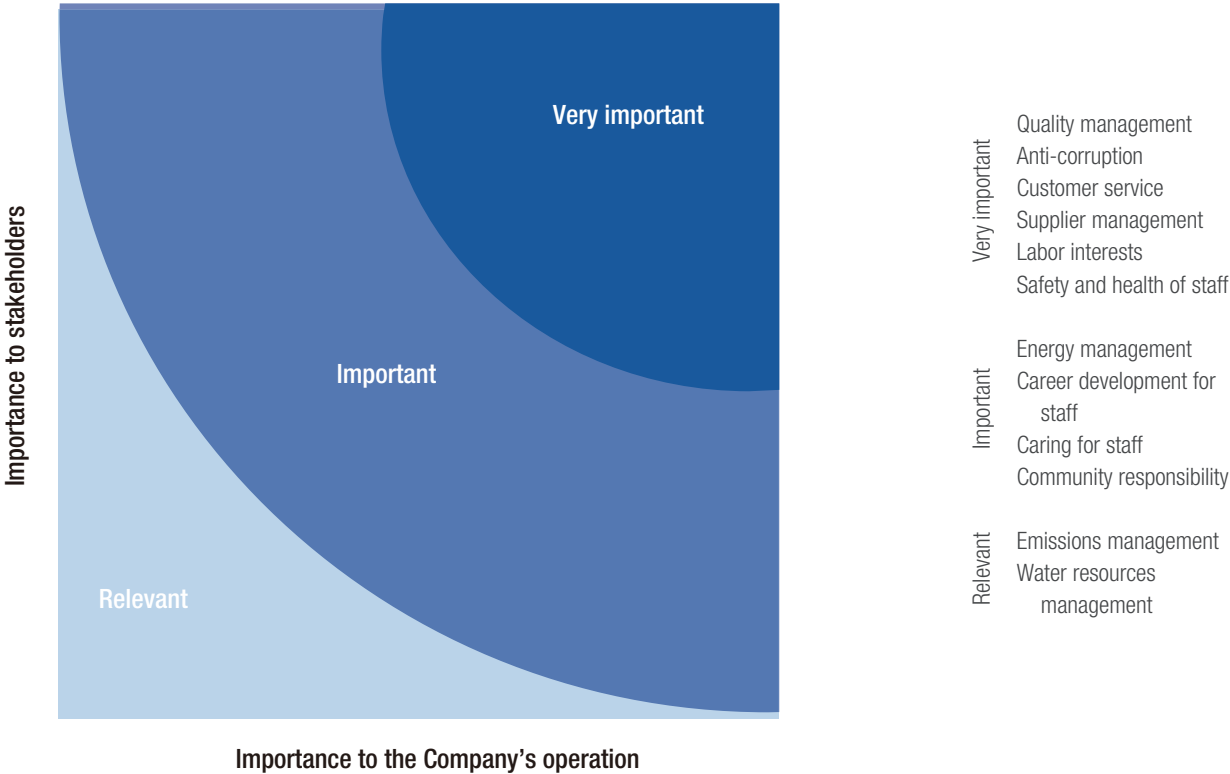 Importance to stakeholders
Very important
Important
Relevant
Importance to the Company’s operation
Very important
Quality management
Anti-corruption
Customer service
Supplier management
Labor interests
Safety and health of staff
Important
Energy management
Career development for
staff
Caring for staff
Community responsibility
Relevant
Emissions management
Water resources
management